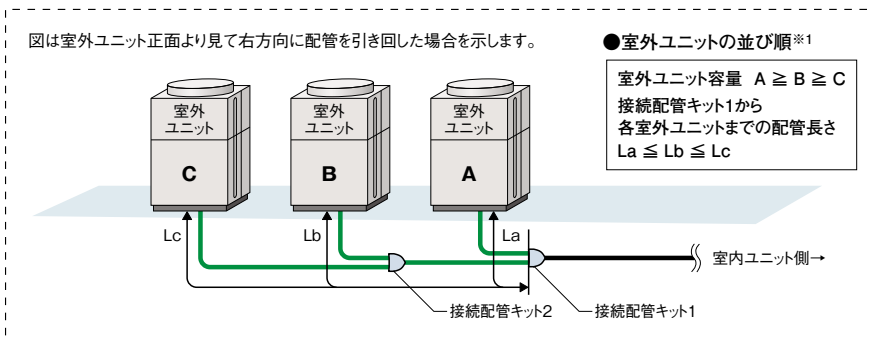 図は室外ユニット正面より見て右方向に配管を引き回した場合を示します。
●室外ユニットの並び順※1
室外ユニット容量 A ≧ B ≧ C
接続配管キット1から
各室外ユニットまでの配管長さ
La ≦ Lb ≦ Lc
室外
ユニット
C
室外
ユニット
B
室外
ユニット
A
Lc
Lb
La
室内ユニット側→
接続配管キット2
接続配管キット1